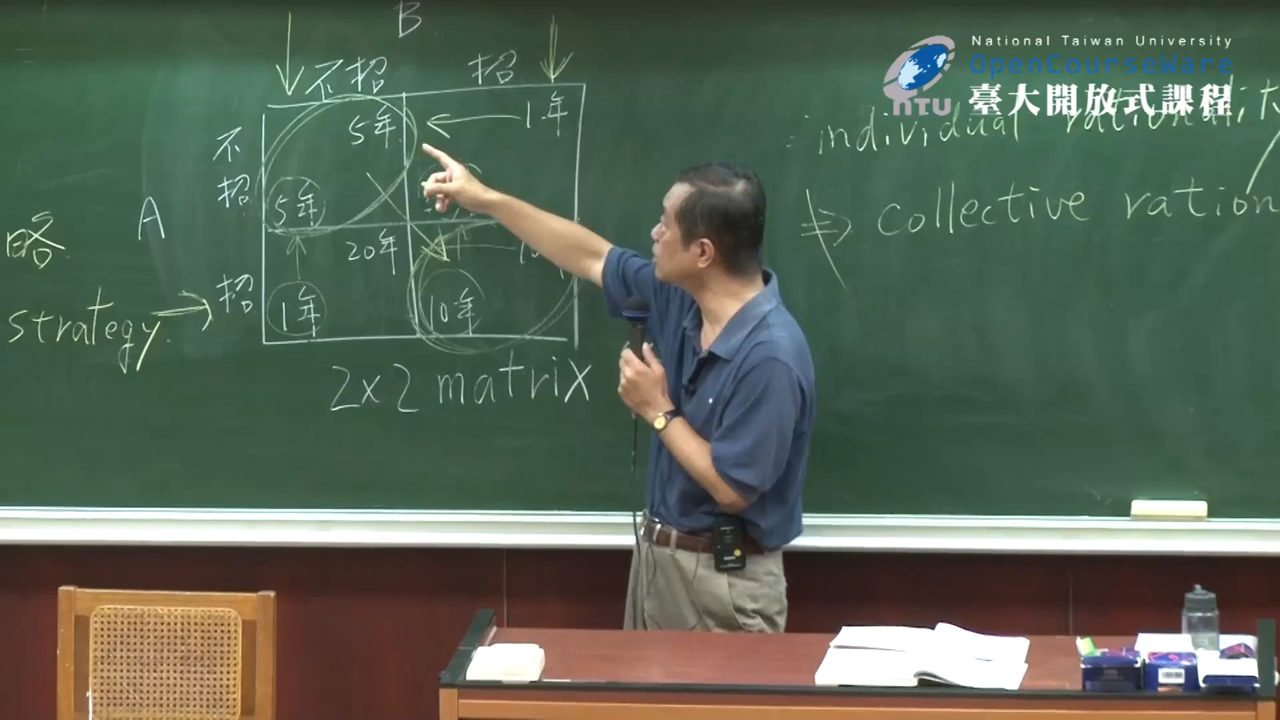 National Taiwan University
OpenCourseWare
臺大開放式課程
NTU
B
不招 招
5年 1年
不招
5年
A
20年
招
1年 10年
略
strategy.
2x2 matrix
individual rationalit
⇏ collective ration